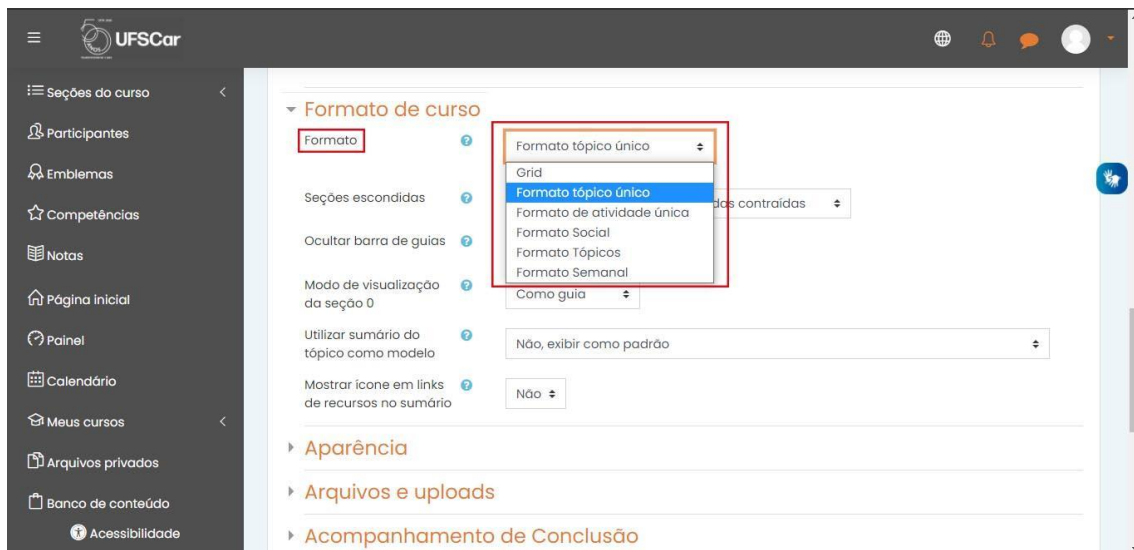 UFSCar
Seções do curso
Participantes
Emblemas
Competências
Notas
Página inicial
Painel
Calendário
Meus cursos
Arquivos privados
Banco de conteúdo
Acessibilidade
Formato de curso
Formato
Formato tópico único
Grid
Formato tópico único
Formato de atividade única
Formato Social
Formato Tópicos
Formato Semanal
Seções escondidas
contraídas
Ocultar barra de guias
Modo de visualização
da seção 0
Como guia
Utilizar sumário do
tópico como modelo
Não, exibir como padrão
Mostrar ícone em links
de recursos no sumário
Não
Aparência
Arquivos e uploads
Acompanhamento de Conclusão